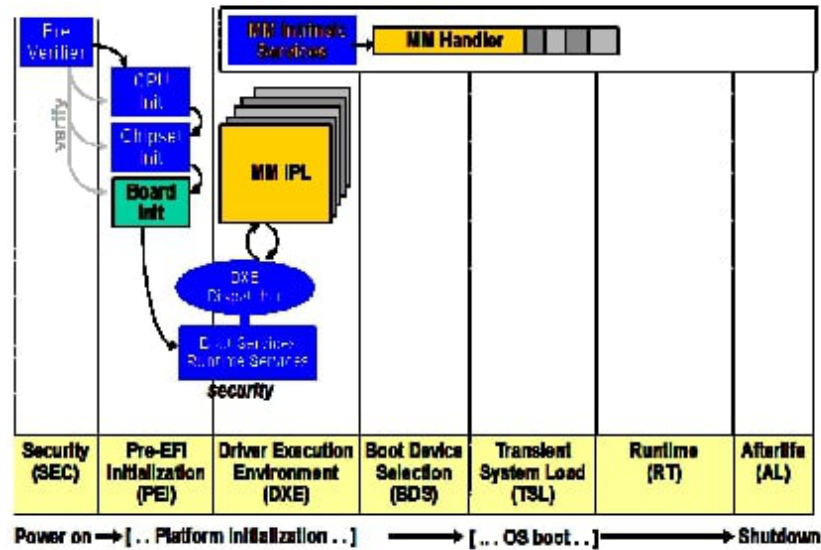 Pre
Verifier
verify
CPU
Init
Chipset
Init
Board
Init
MM Intrinsic
Services
MM Handler
MM IPL
DXE
Dispatcher
Boot Services
Runtime Services
security
Security
(SEC)
Pre-EFI
Initialization
(PEI)
Driver Execution
Environment
(DXE)
Boot Device
Selection
(BDS)
Transient
System Load
(TSL)
Runtime
(RT)
Afterlife
(AL)
Power on
[ . . Platform initialization . . ]
[ . . . OS boot . . ]
Shutdown